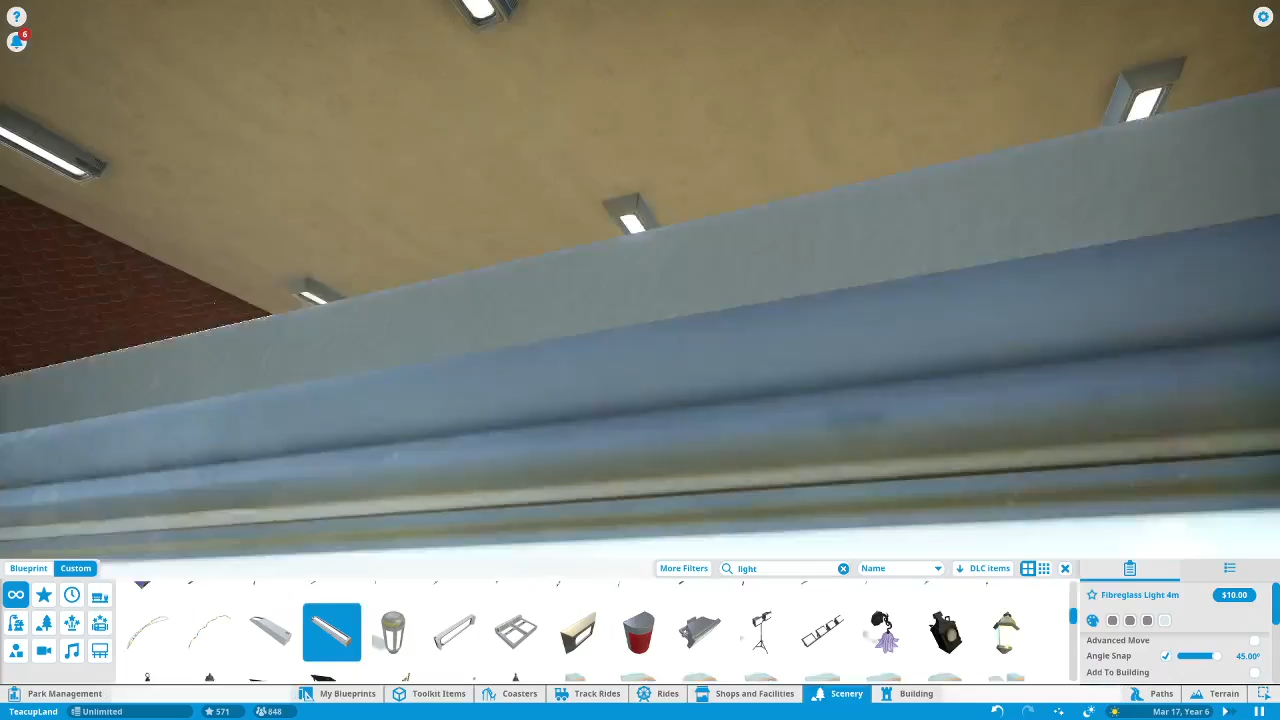 ?
6
Blueprint
Custom
More Filters
light
Name
DLC items
Fibreglass Light 4m
$10.00
Advanced Move
Angle Snap
45.00°
Add To Building
Park Management
My Blueprints
Toolkit Items
Coasters
Track Rides
Rides
Shops and Facilities
Scenery
Building
Paths
Terrain
TeacupLand
Unlimited
571
848
Mar 17, Year 6